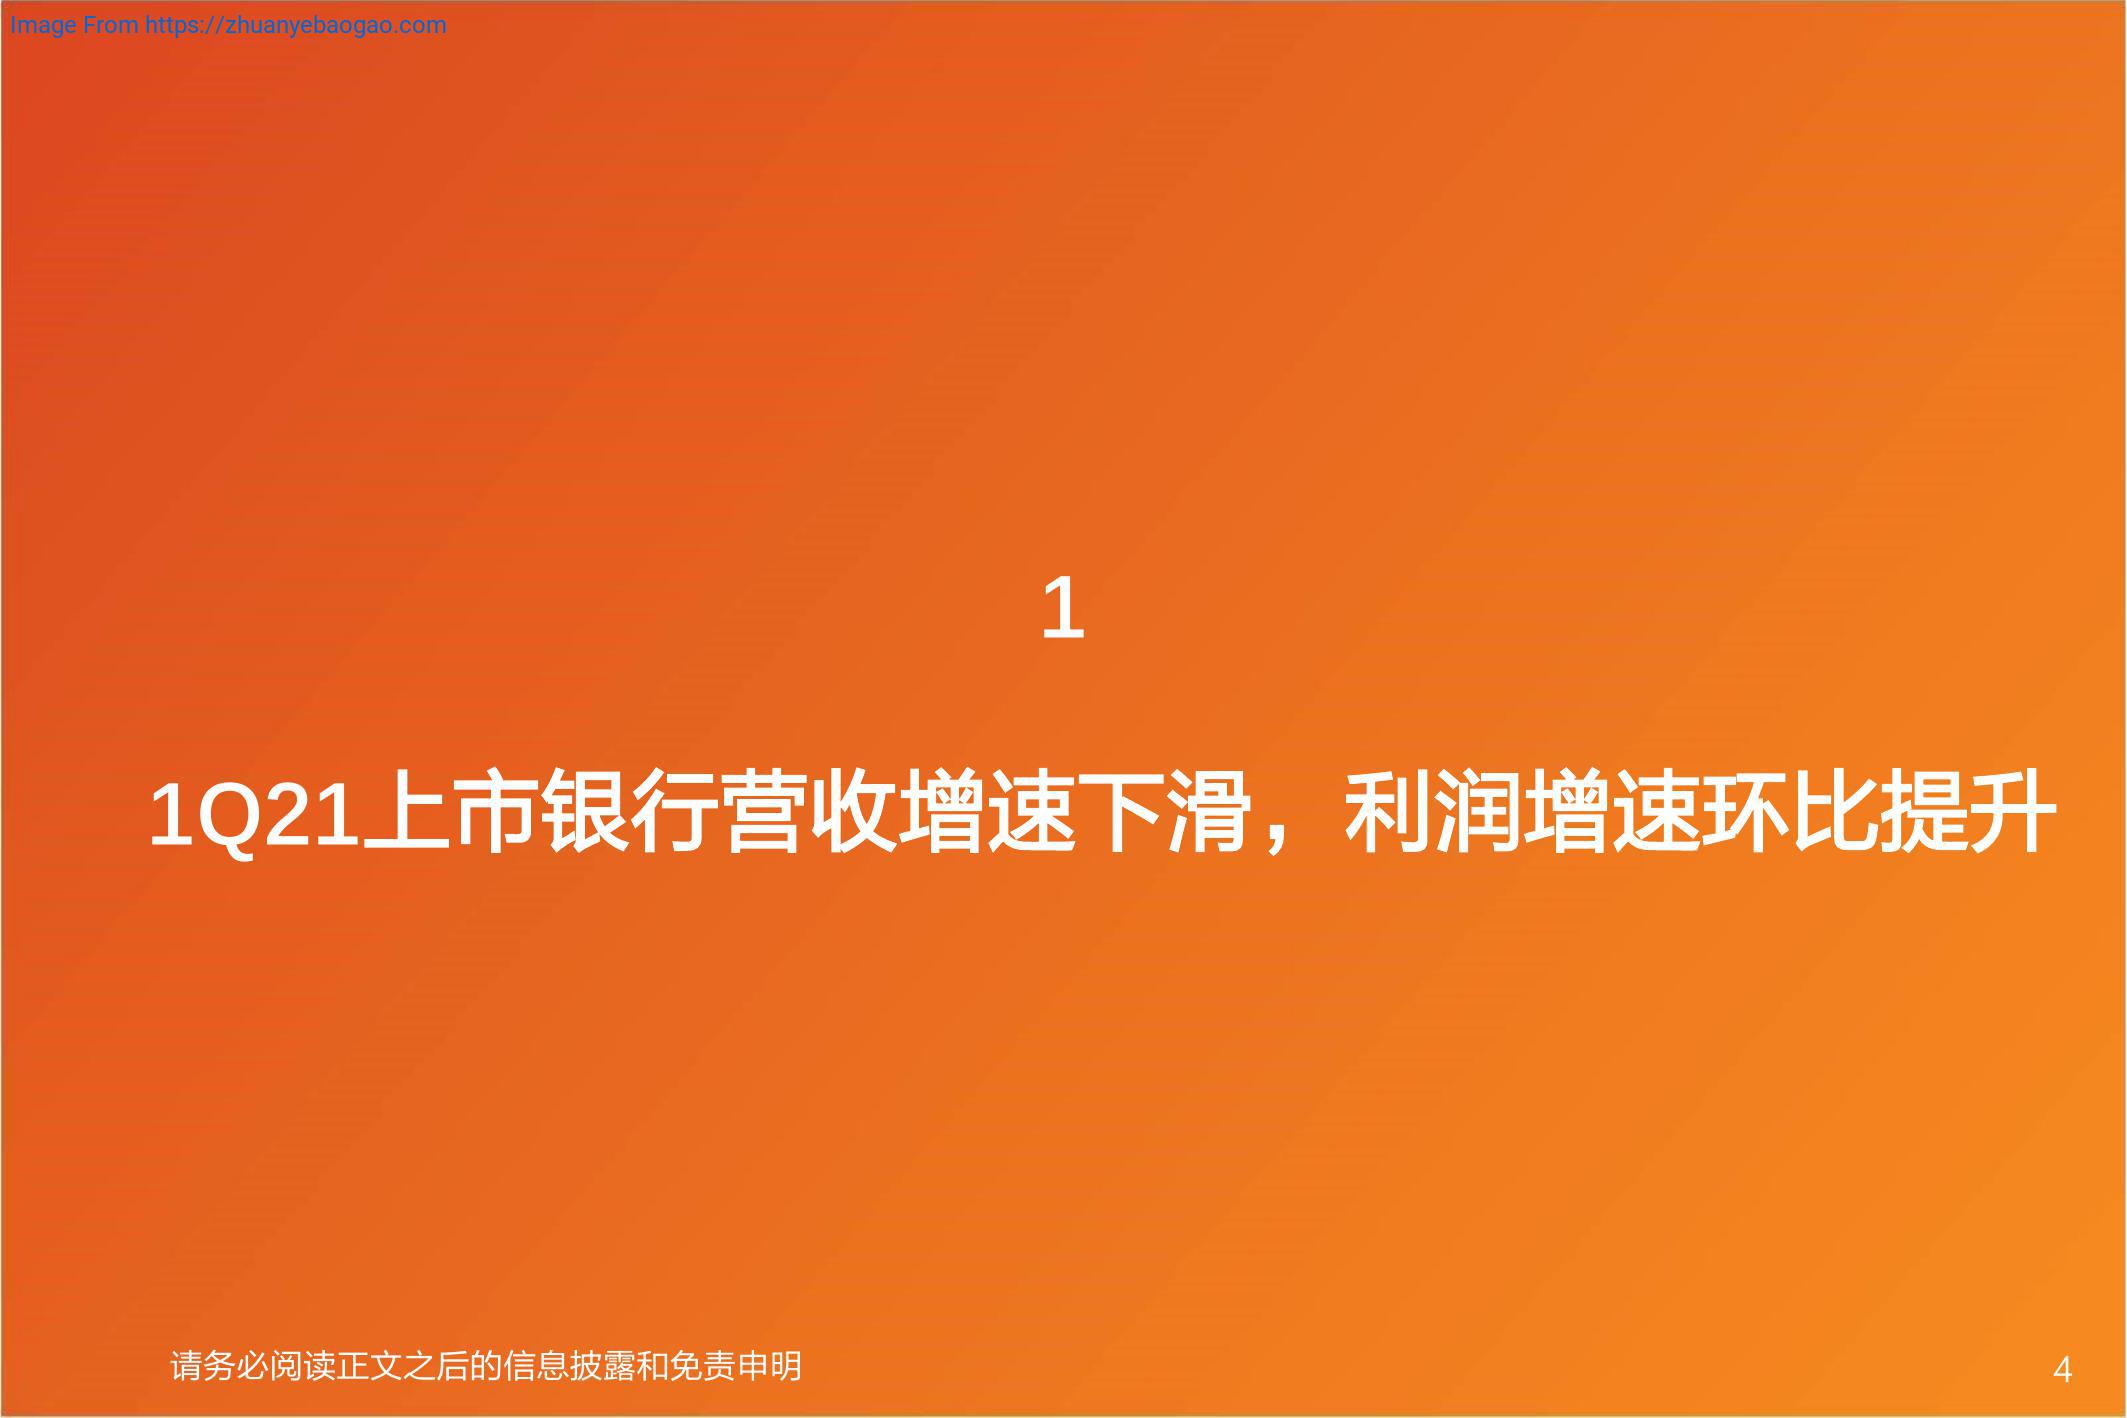 Image From https://zhuanyebaogao.com
1
1Q21上市银行营收增速下滑，利润增速环比提升
请务必阅读正文之后的信息披露和免责申明
4